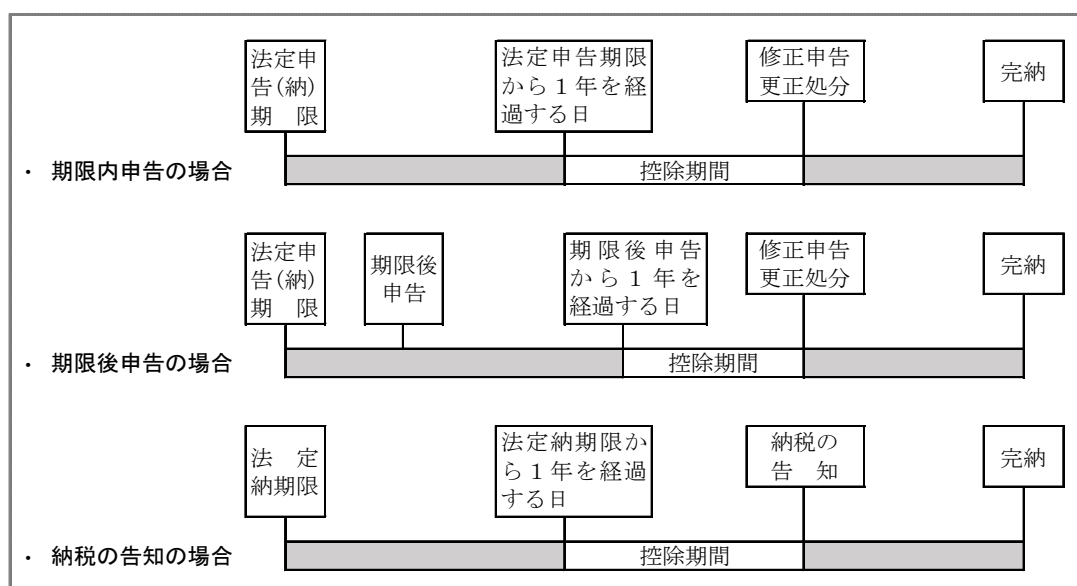 法定申
告(納)
期　限
法定申告期限
から１年を経
過する日
修正申告
更正処分
完納
・ 期限内申告の場合
控除期間
法定申
告(納)
期　限
期限後
申告
期限後申告
から１年を
経過する日
修正申告
更正処分
完納
・ 期限後申告の場合
控除期間
法　定
納期限
法定納期限か
ら１年を経過
する日
納税の
告　知
完納
・ 納税の告知の場合
控除期間